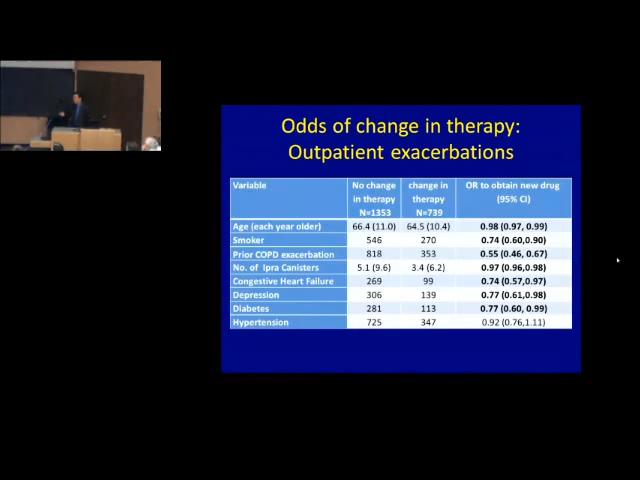 Odds of change in therapy:
Outpatient exacerbations
Variable No change in therapy N=1353 change in therapy N=739 OR to obtain new drug (95% CI)
Age (each year older) 66.4 (11.0) 64.5 (10.4) 0.98 (0.97, 0.99)
Smoker 546 270 0.74 (0.60,0.90)
Prior COPD exacerbation 818 353 0.55 (0.46, 0.67)
No. of Ipra Canisters 5.1 (9.6) 3.4 (6.2) 0.97 (0.96,0.98)
Congestive Heart Failure 269 99 0.74 (0.57,0.97)
Depression 306 139 0.77 (0.61,0.98)
Diabetes 281 113 0.77 (0.60, 0.99)
Hypertension 725 347 0.92 (0.76,1.11)